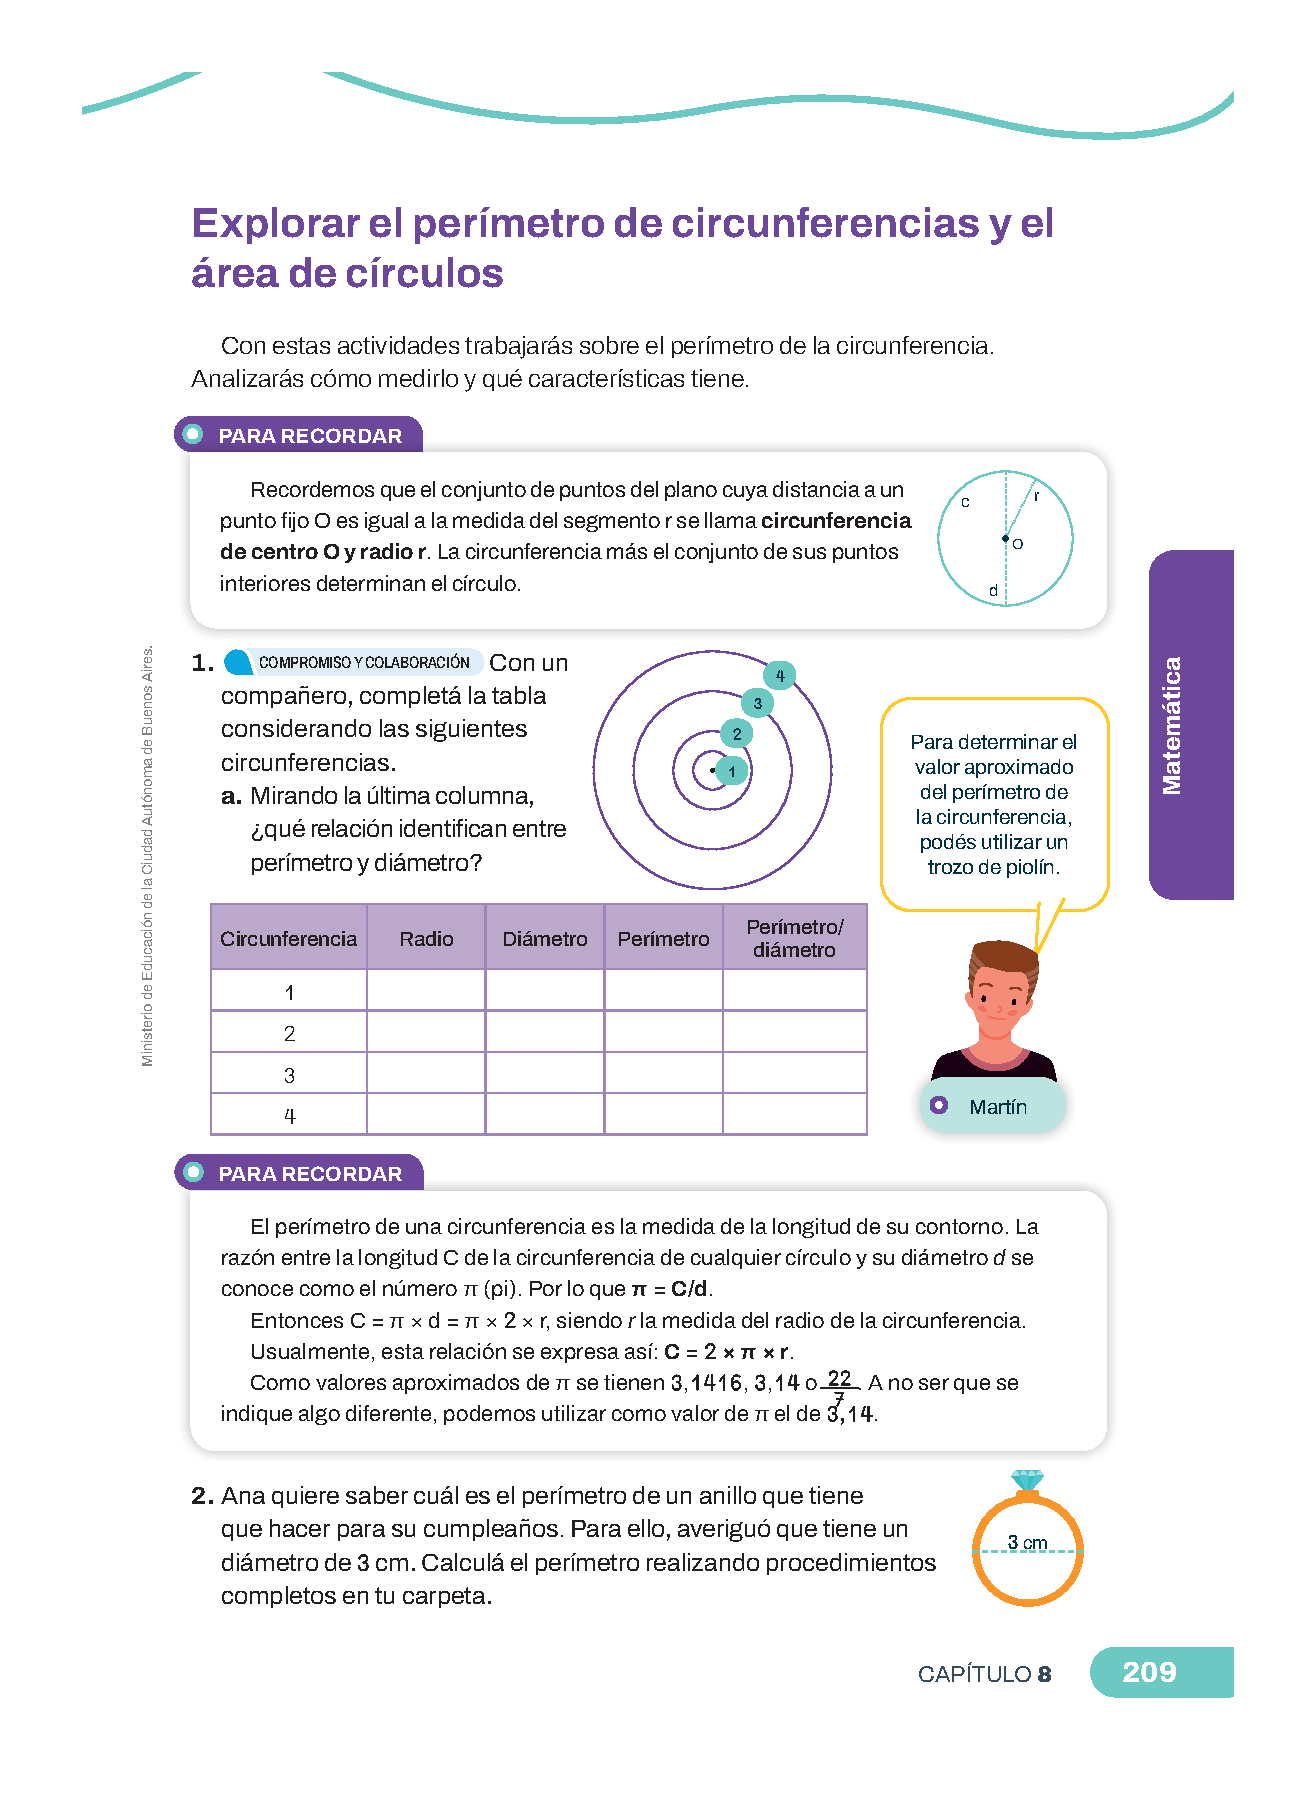 Explorar el perímetro de circunferencias y el
área de círculos
Con estas actividades trabajarás sobre el perímetro de la circunferencia.
Analizarás cómo medirlo y qué características tiene.
PARA RECORDAR
Recordemos que el conjunto de puntos del plano cuya distancia a un
punto fijo O es igual a la medida del segmento r se llama circunferencia
de centro O y radio r. La circunferencia más el conjunto de sus puntos
interiores determinan el círculo.
c
r
O
d
1. COMPROMISO Y COLABORACIÓN Con un
compañero, completá la tabla
considerando las siguientes
circunferencias.
a. Mirando la última columna,
¿qué relación identifican entre
perímetro y diámetro?
4
3
2
1
Para determinar el
valor aproximado
del perímetro de
la circunferencia,
podés utilizar un
trozo de piolín.
Martín
Circunferencia Radio Diámetro Perímetro Perímetro/
diámetro
1
2
3
4
PARA RECORDAR
El perímetro de una circunferencia es la medida de la longitud de su contorno. La
razón entre la longitud C de la circunferencia de cualquier círculo y su diámetro d se
conoce como el número π (pi). Por lo que π = C/d.
Entonces C = π × d = π × 2 × r, siendo r la medida del radio de la circunferencia.
Usualmente, esta relación se expresa así: C = 2 × π × r.
Como valores aproximados de π se tienen 3,1416, 3,14 o 22/7. A no ser que se
indique algo diferente, podemos utilizar como valor de π el de 3,14.
2. Ana quiere saber cuál es el perímetro de un anillo que tiene
que hacer para su cumpleaños. Para ello, averiguó que tiene un
diámetro de 3 cm. Calculá el perímetro realizando procedimientos
completos en tu carpeta.
3 cm
Matemática
Ministerio de Educación de la Ciudad Autónoma de Buenos Aires.
CAPÍTULO 8 209